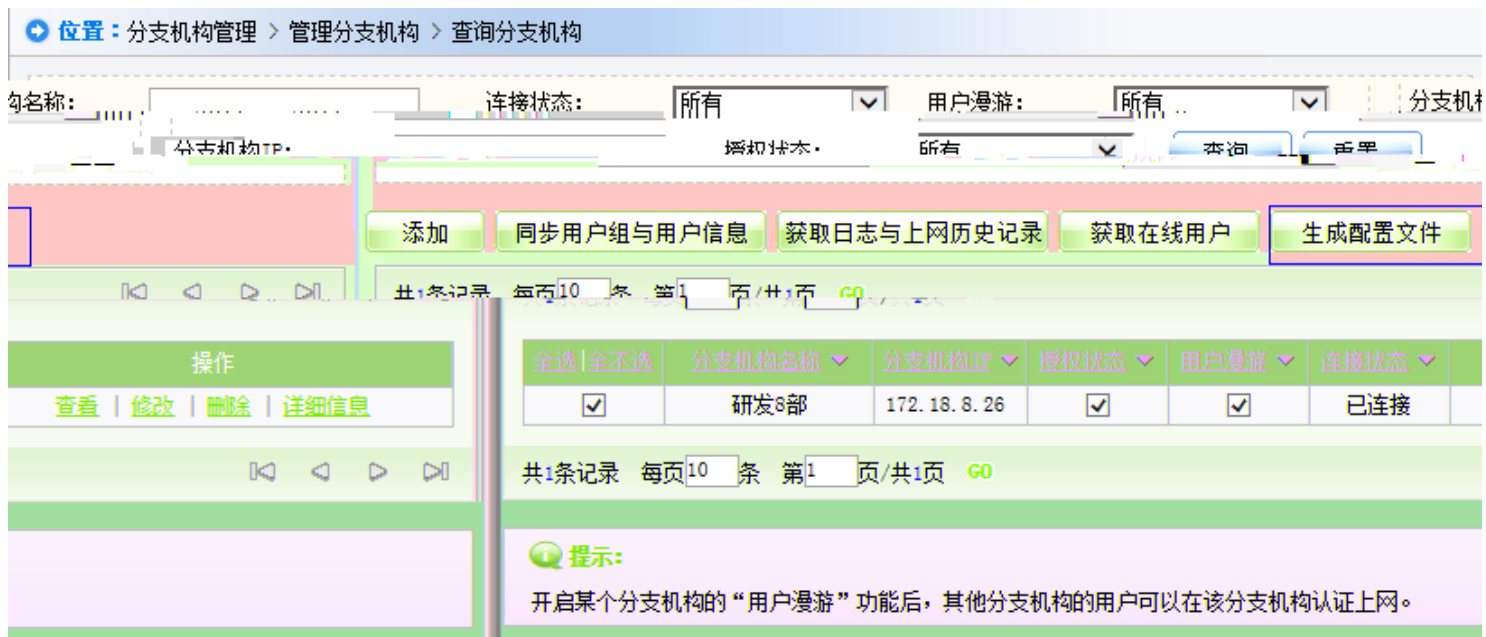 位置：分支机构管理 > 管理分支机构 > 查询分支机构
构名称： 连接状态： 所有 用户漫游： 所有 分支机构
分支机构IP： 授权状态： 所有 查询 重置
添加 同步用户组与用户信息 获取日志与上网历史记录 获取在线用户 生成配置文件
共1条记录 每页10 条 第1 页/共1页 GO
操作 全选|全不选 分支机构名称 分支机构IP 授权状态 用户漫游 连接状态
查看 | 修改 | 删除 | 详细信息 研发8部 172.18.8.26 已连接
共1条记录 每页10 条 第1 页/共1页 GO
提示：
开启某个分支机构的“用户漫游”功能后，其他分支机构的用户可以在该分支机构认证上网。